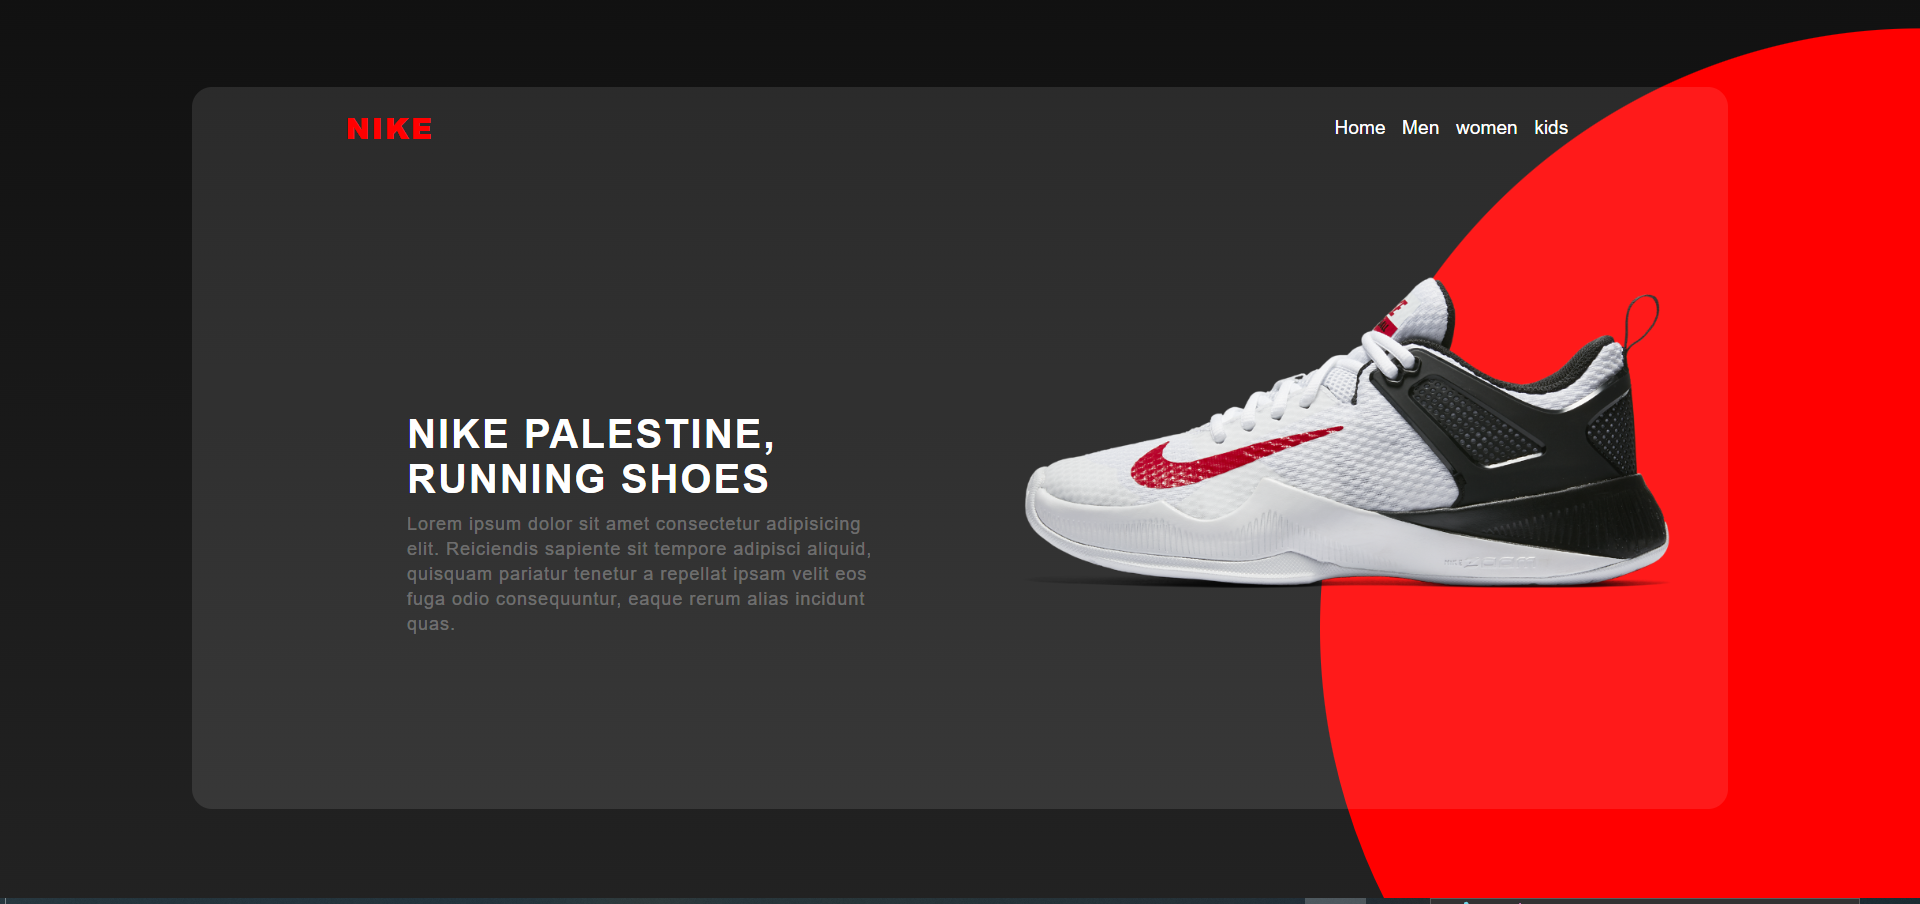 NIKE
Home Men women kids
NIKE PALESTINE,
RUNNING SHOES
Lorem ipsum dolor sit amet consectetur adipisicing
elit. Reiciendis sapiente sit tempore adipisci aliquid,
quisquam pariatur tenetur a repellat ipsam velit eos
fuga odio consequuntur, eaque rerum alias incidunt
quas.